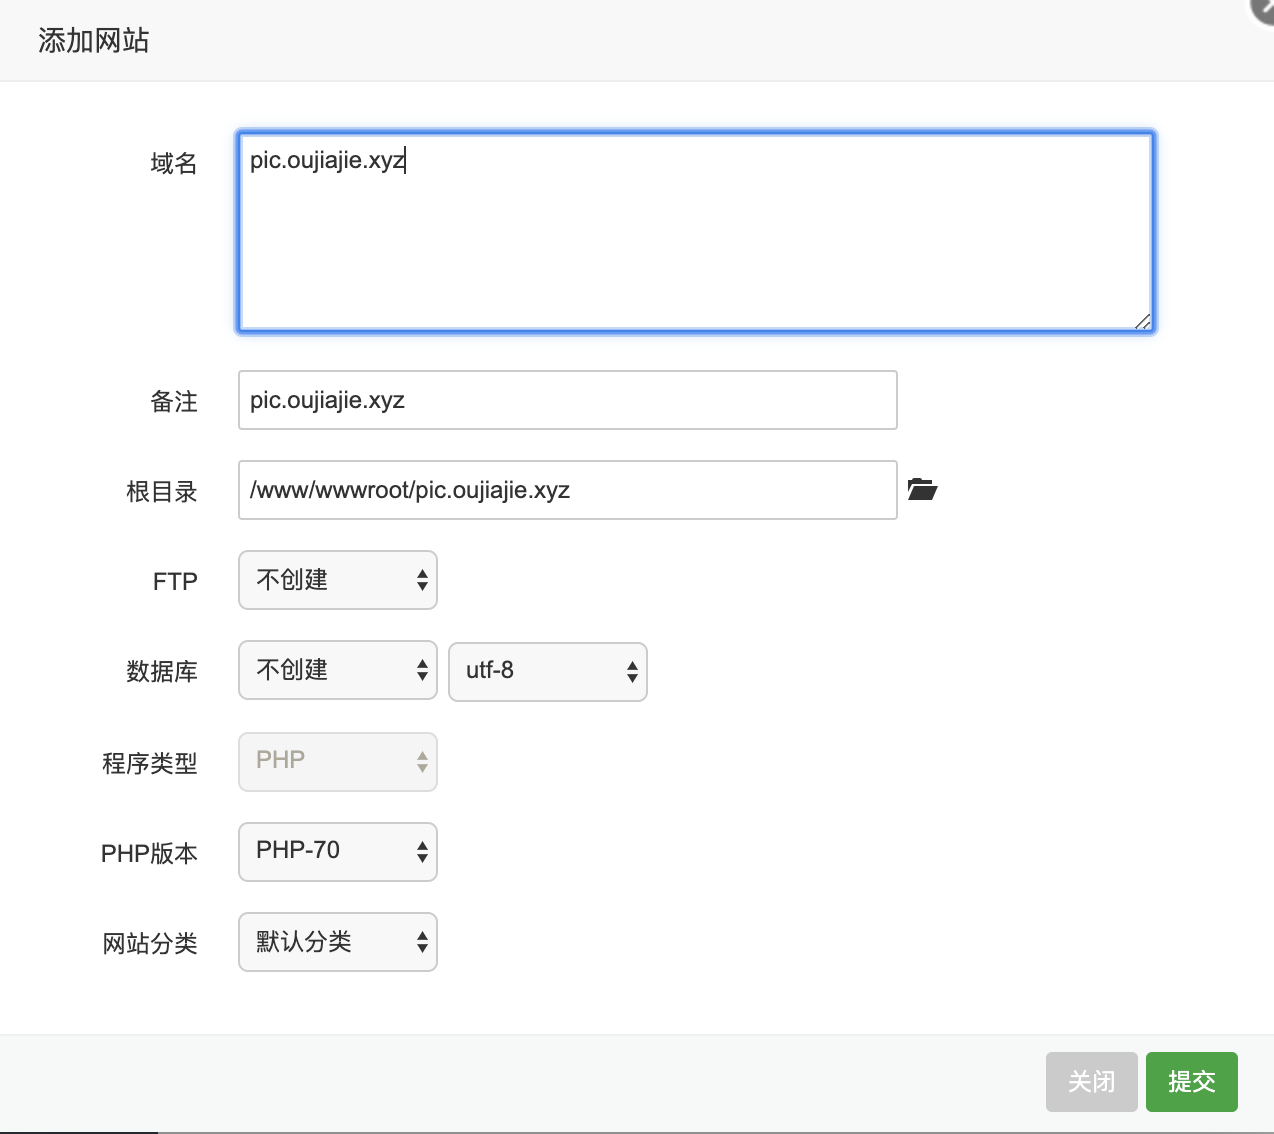 添加网站
域名 pic.oujiajie.xyz
备注 pic.oujiajie.xyz
根目录 /www/wwwroot/pic.oujiajie.xyz
FTP 不创建
数据库 不创建 utf-8
程序类型 PHP
PHP版本 PHP-70
网站分类 默认分类
关闭 提交